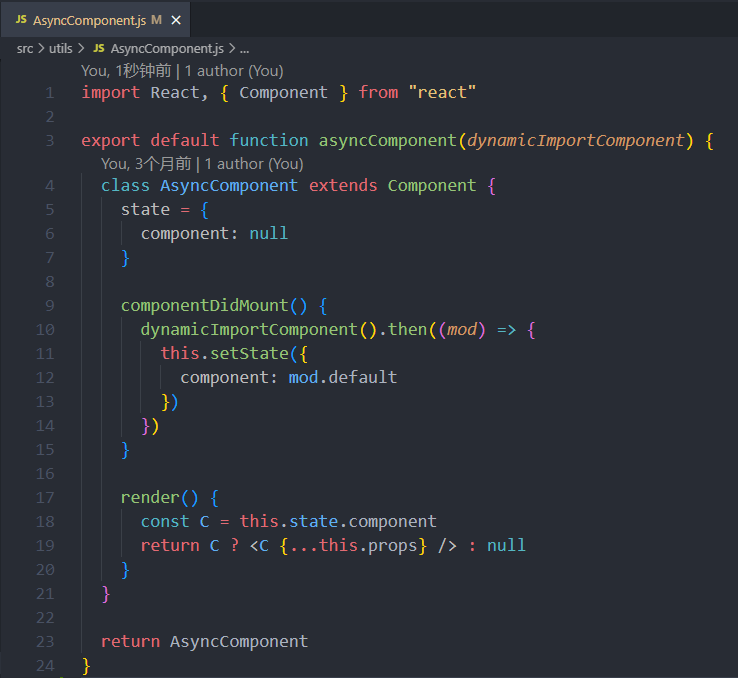 JS AsyncComponent.js M ×
src > utils > JS AsyncComponent.js > ...
You, 1秒钟前 | 1 author (You)
1 import React, { Component } from "react"
2
3 export default function asyncComponent(dynamicImportComponent) {
You, 3个月前 | 1 author (You)
4 class AsyncComponent extends Component {
5 state = {
6 component: null
7 }
8
9 componentDidMount() {
10 dynamicImportComponent().then((mod) => {
11 this.setState({
12 component: mod.default
13 })
14 })
15 }
16
17 render() {
18 const C = this.state.component
19 return C ? <C {...this.props} /> : null
20 }
21 }
22
23 return AsyncComponent
24 }